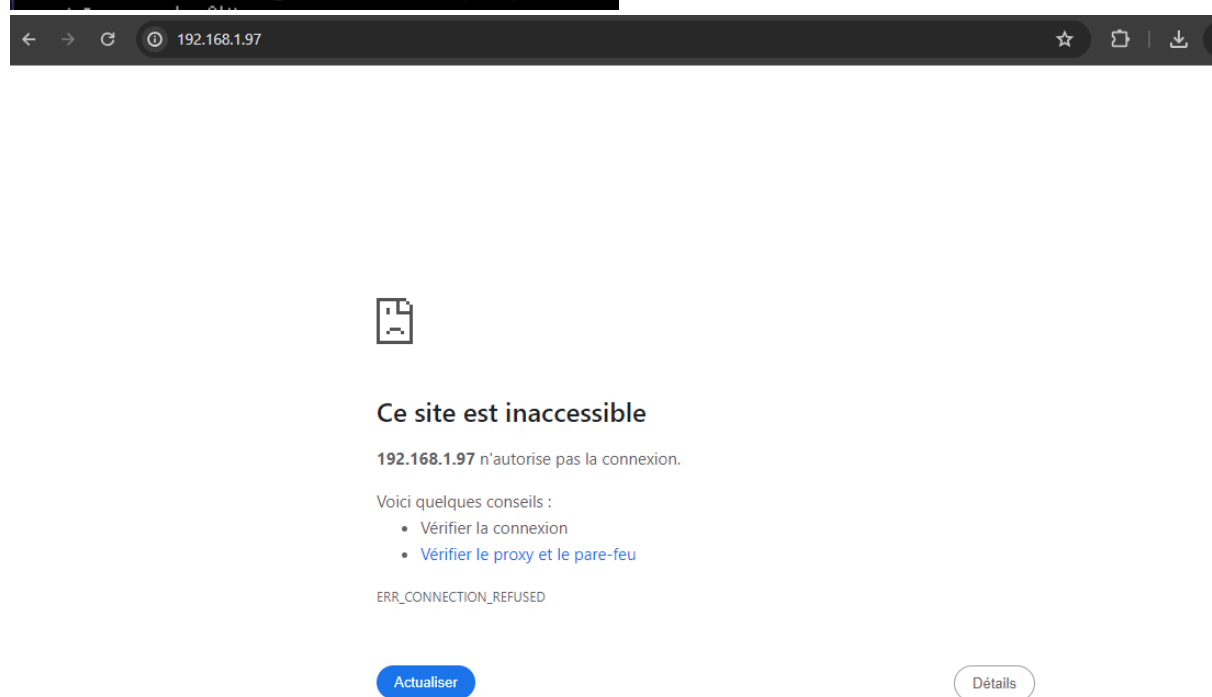 192.168.1.97
Ce site est inaccessible
192.168.1.97 n'autorise pas la connexion.
Voici quelques conseils :
Vérifier la connexion
Vérifier le proxy et le pare-feu
ERR_CONNECTION_REFUSED
Actualiser
Détails